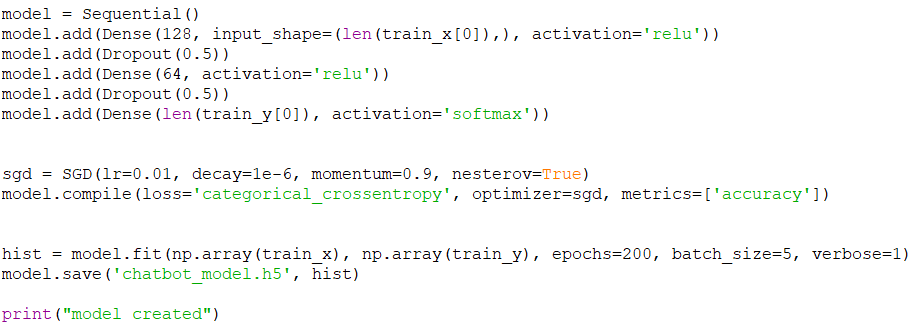 model = Sequential()
model.add(Dense(128, input_shape=(len(train_x[0]),), activation='relu'))
model.add(Dropout(0.5))
model.add(Dense(64, activation='relu'))
model.add(Dropout(0.5))
model.add(Dense(len(train_y[0]), activation='softmax'))
sgd = SGD(lr=0.01, decay=1e-6, momentum=0.9, nesterov=True)
model.compile(loss='categorical_crossentropy', optimizer=sgd, metrics=['accuracy'])
hist = model.fit(np.array(train_x), np.array(train_y), epochs=200, batch_size=5, verbose=1)
model.save('chatbot_model.h5', hist)
print("model created")